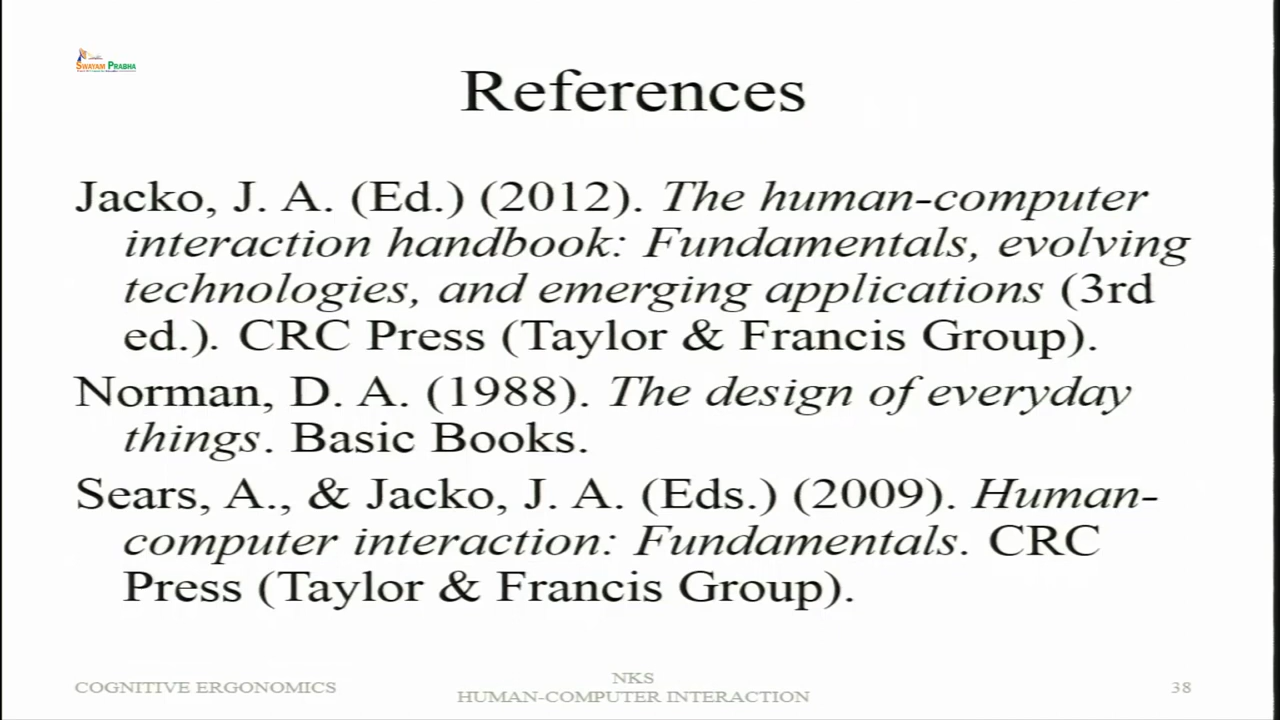 SWAYAM PRABHA
References
Jacko, J. A. (Ed.) (2012). The human-computer
interaction handbook: Fundamentals, evolving
technologies, and emerging applications (3rd
ed.). CRC Press (Taylor & Francis Group).
Norman, D. A. (1988). The design of everyday
things. Basic Books.
Sears, A., & Jacko, J. A. (Eds.) (2009). Human-
computer interaction: Fundamentals. CRC
Press (Taylor & Francis Group).
COGNITIVE ERGONOMICS
NKS
HUMAN-COMPUTER INTERACTION
38